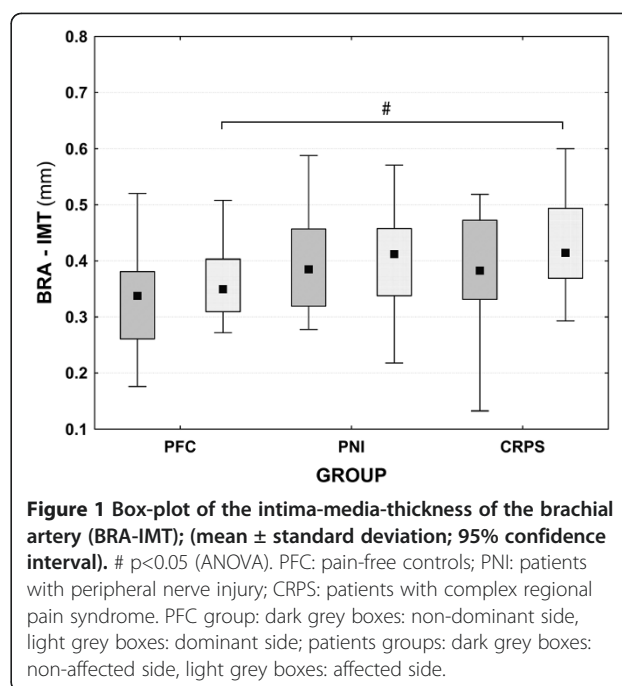 0.8
0.7
#
0.6
0.5
0.4
0.3
0.2
0.1
BRA - IMT (mm)
PFC PNI CRPS
GROUP
Figure 1 Box-plot of the intima-media-thickness of the brachial
artery (BRA-IMT); (mean ± standard deviation; 95% confidence
interval). # p<0.05 (ANOVA). PFC: pain-free controls; PNI: patients
with peripheral nerve injury; CRPS: patients with complex regional
pain syndrome. PFC group: dark grey boxes: non-dominant side,
light grey boxes: dominant side; patients groups: dark grey boxes:
non-affected side, light grey boxes: affected side.